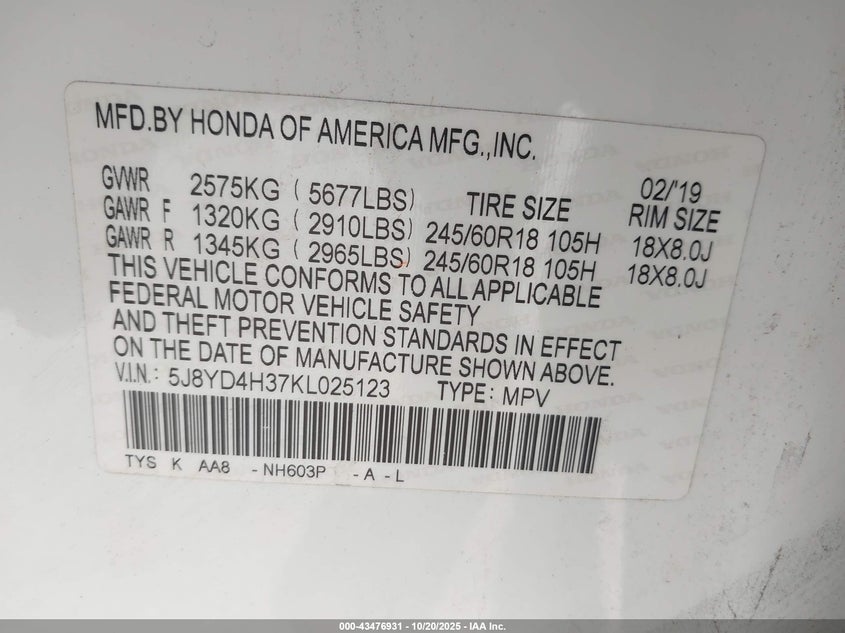 MFD.BY HONDA OF AMERICA MFG.,INC.
02/'19
GVWR 2575KG ( 5677LBS) TIRE SIZE RIM SIZE
GAWR F 1320KG ( 2910LBS) 245/60R18 105H 18X8.0J
GAWR R 1345KG ( 2965LBS) 245/60R18 105H 18X8.0J
THIS VEHICLE CONFORMS TO ALL APPLICABLE
FEDERAL MOTOR VEHICLE SAFETY
AND THEFT PREVENTION STANDARDS IN EFFECT
ON THE DATE OF MANUFACTURE SHOWN ABOVE.
V.I.N.: 5J8YD4H37KL025123 TYPE: MPV
TYS K AA8 - NH603P - A - L
000-43476931 - 10/20/2025 - IAA Inc.